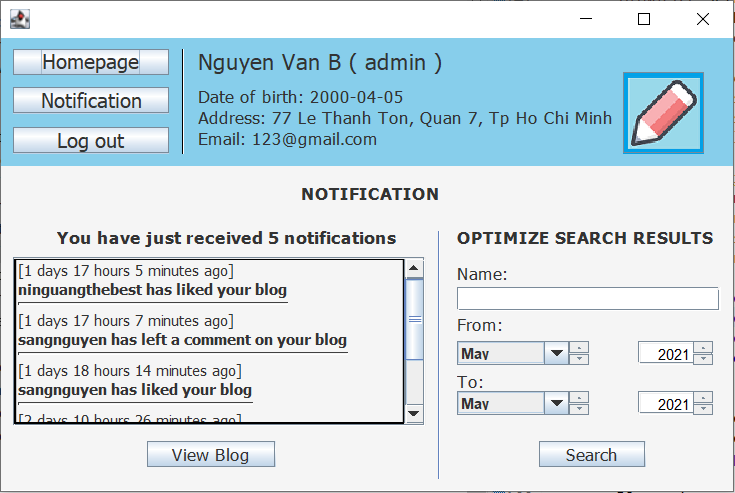 Homepage
Notification
Log out
Nguyen Van B ( admin )
Date of birth: 2000-04-05
Address: 77 Le Thanh Ton, Quan 7, Tp Ho Chi Minh
Email: 123@gmail.com
NOTIFICATION
You have just received 5 notifications
[1 days 17 hours 5 minutes ago]
ninguangthebest has liked your blog
[1 days 17 hours 7 minutes ago]
sangnguyen has left a comment on your blog
[1 days 18 hours 14 minutes ago]
sangnguyen has liked your blog
[2 days 10 hours 26 minutes ago]
View Blog
OPTIMIZE SEARCH RESULTS
Name:
From:
May 2021
To:
May 2021
Search